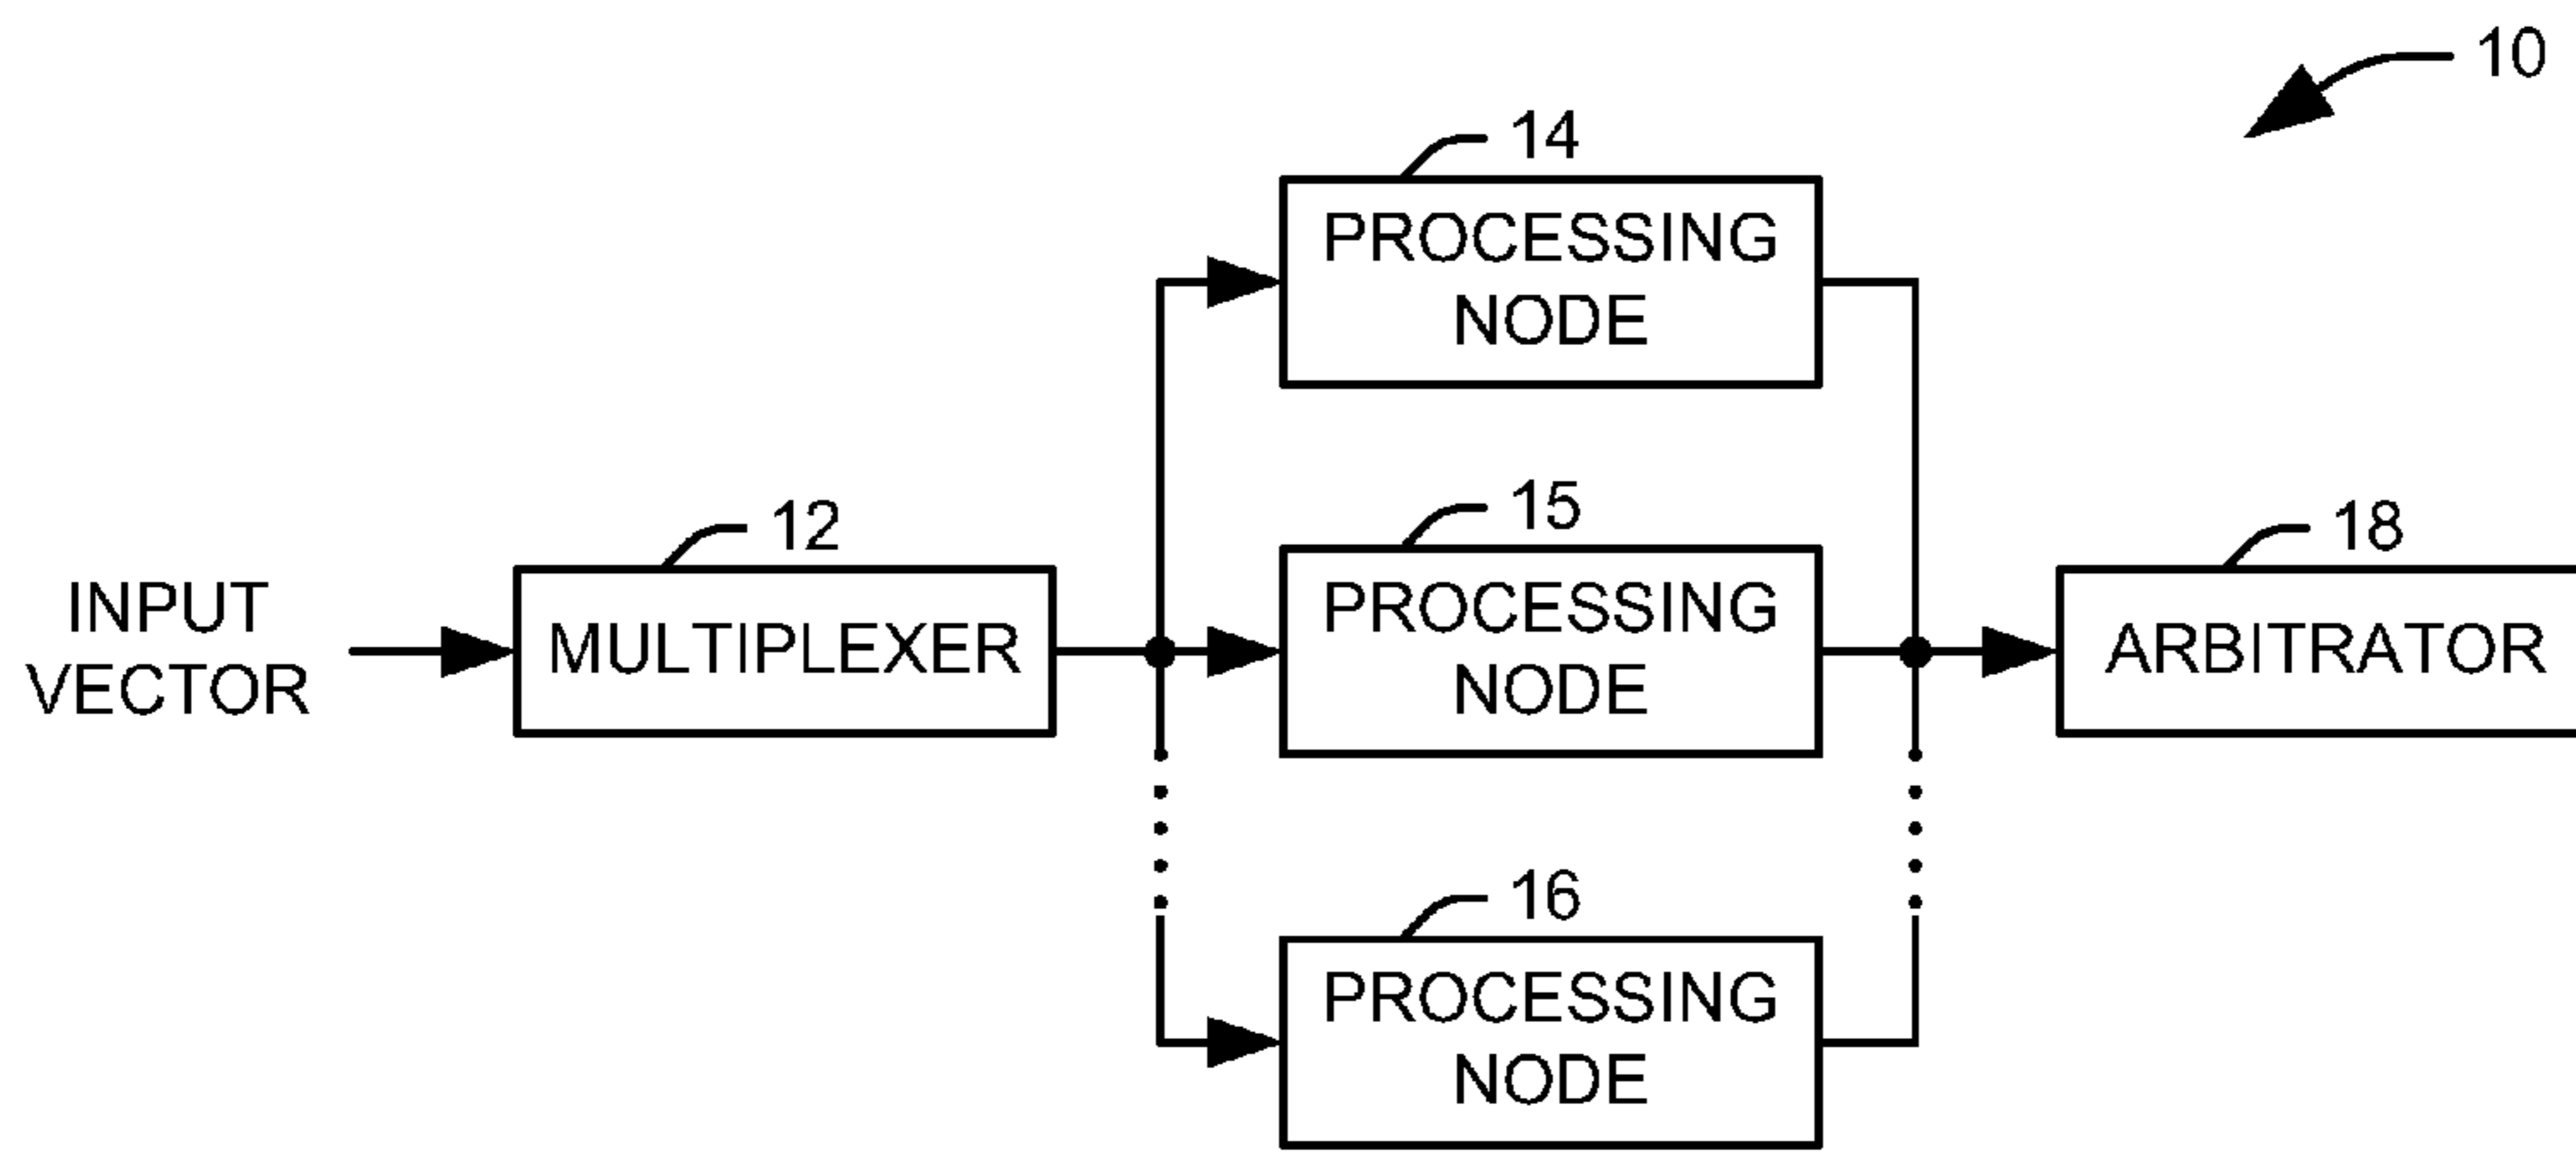 10
14
PROCESSING
NODE
15
PROCESSING
NODE
12
18
INPUT
VECTOR
MULTIPLEXER
ARBITRATOR
16
PROCESSING
NODE